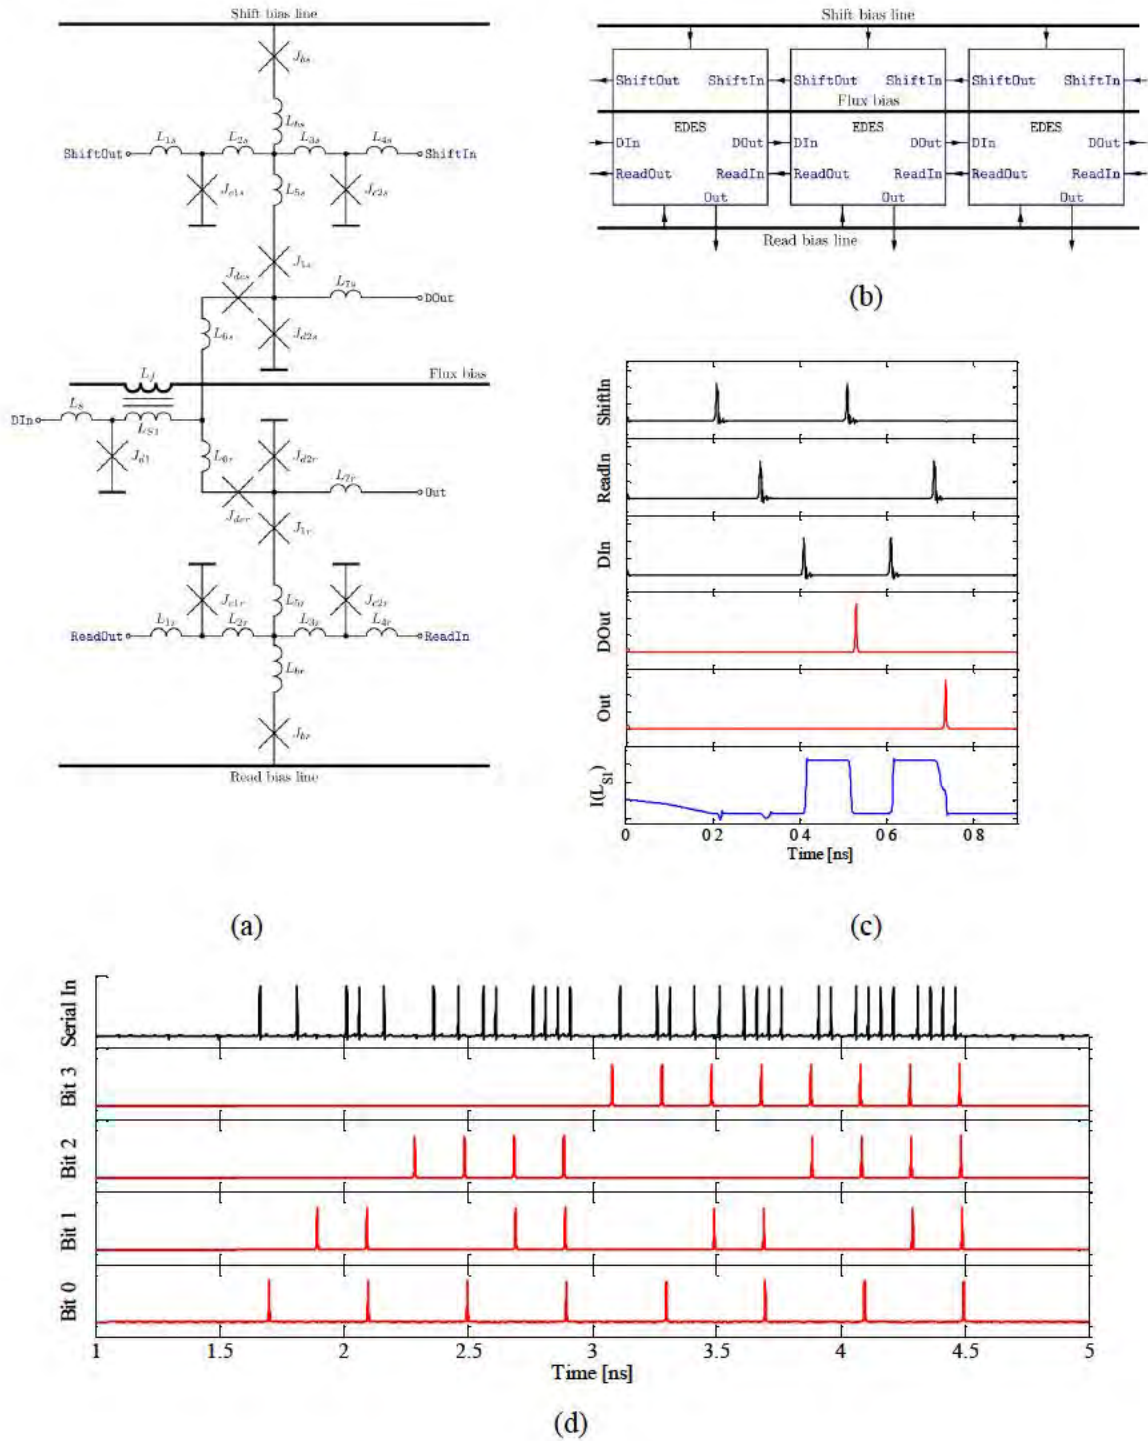 Shift bias line
J_bs
L_bs
L_1s L_2s L_3s L_4s
ShiftOut ShiftIn
J_c1s L_5s J_c2s
J_1s
J_dcs L_7s
DOut
L_6s J_d2s
L_f Flux bias
L_S
DIn L_S1
J_d1 L_6r J_d2r
L_7r
Out
J_dcr J_1r
J_c1r L_5r J_c2r
L_1r L_2r L_3r L_4r
ReadOut ReadIn
L_br
J_br
Read bias line
(a)
Shift bias line
ShiftOut ShiftIn ShiftOut ShiftIn ShiftOut ShiftIn
Flux bias
EDES EDES EDES
DIn DOut DIn DOut DIn DOut
ReadOut ReadIn ReadOut ReadIn ReadOut ReadIn
Out Out Out
Read bias line
(b)
ShiftIn
ReadIn
DIn
DOut
Out
I(L_S1)
0 0 2 0 4 0 6 0 8
Time [ns]
(c)
Serial In
Bit 3
Bit 2
Bit 1
Bit 0
1 1.5 2 2.5 3 3.5 4 4.5 5
Time [ns]
(d)